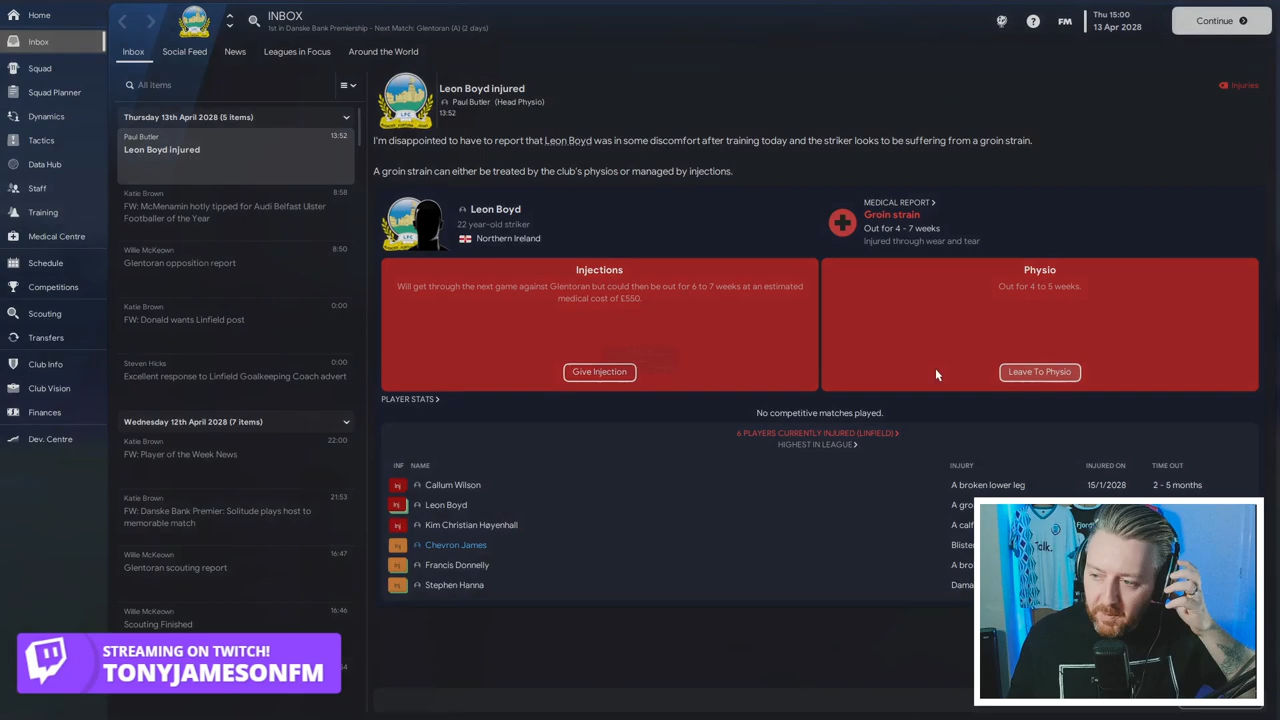 Home
Inbox
Squad
Squad Planner
Dynamics
Tactics
Data Hub
Staff
Training
Medical Centre
Schedule
Competitions
Scouting
Transfers
Club Info
Club Vision
Finances
Dev. Centre
INBOX
1st in Danske Bank Premiership - Next Match: Glentoran (A) (2 days)
FM
Thu 15:00
13 Apr 2028
Continue
Inbox
Social Feed
News
Leagues in Focus
Around the World
All items
Thursday 13th April 2028 (5 items)
Paul Butler
13:52
Leon Boyd injured
Katie Brown
8:58
FW: McMenamin hotly tipped for Audi Belfast Ulster
Footballer of the Year
Willie McKeown
8:50
Glentoran opposition report
Katie Brown
0:00
FW: Donald wants Linfield post
Steven Hicks
0:00
Excellent response to Linfield Goalkeeping Coach advert
Wednesday 12th April 2028 (7 items)
Katie Brown
22:00
FW: Player of the Week News
Katie Brown
21:53
FW: Danske Bank Premier: Solitude plays host to
memorable match
Willie McKeown
16:47
Glentoran scouting report
Willie McKeown
16:46
Scouting Finished
Leon Boyd injured
Paul Butler (Head Physio)
13:52
Injuries
I'm disappointed to have to report that Leon Boyd was in some discomfort after training today and the striker looks to be suffering from a groin strain.
A groin strain can either be treated by the club's physios or managed by injections.
Leon Boyd
22 year-old striker
Northern Ireland
MEDICAL REPORT
Groin strain
Out for 4 - 7 weeks
Injured through wear and tear
Injections
Will get through the next game against Glentoran but could then be out for 6 to 7 weeks at an estimated
medical cost of £550.
Give Injection
Physio
Out for 4 to 5 weeks.
Leave To Physio
PLAYER STATS
No competitive matches played.
6 PLAYERS CURRENTLY INJURED (LINFIELD)
HIGHEST IN LEAGUE
INF
NAME
INJURY
INJURED ON
TIME OUT
Inj
Callum Wilson
A broken lower leg
15/1/2028
2 - 5 months
Inj
Leon Boyd
A gro
Inj
Kim Christian Høyenhall
A calf
Inj
Chevron James
Bliste
Inj
Francis Donnelly
A bro
Inj
Stephen Hanna
Dama
Talk.
STREAMING ON TWITCH!
TONYJAMESONFM